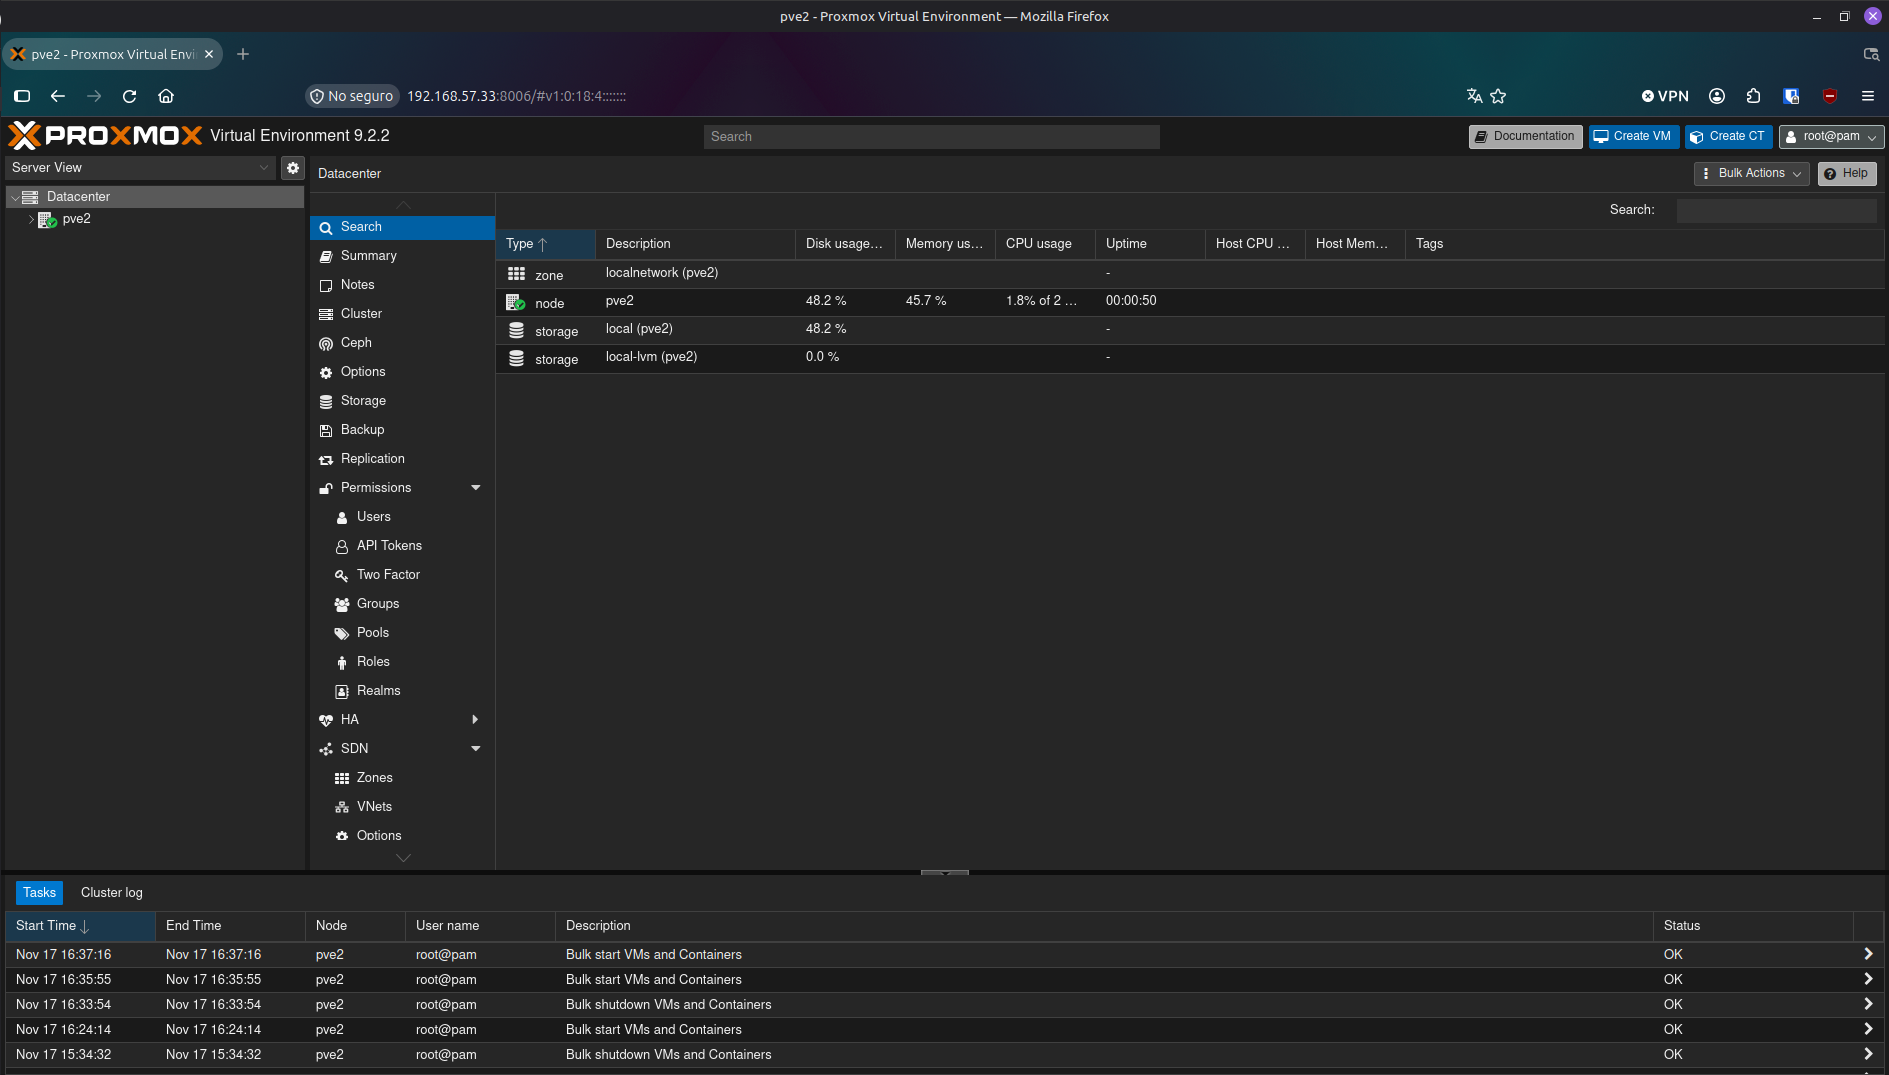 pve2 - Proxmox Virtual Environment — Mozilla Firefox
pve2 - Proxmox Virtual Envi
No seguro 192.168.57.33:8006/#v1:0:18:4:::::::
VPN
PROXMOX Virtual Environment 9.2.2
Search
Documentation
Create VM
Create CT
root@pam
Server View
Datacenter
Bulk Actions
Help
Datacenter
pve2
Search
Summary
Notes
Cluster
Ceph
Options
Storage
Backup
Replication
Permissions
Users
API Tokens
Two Factor
Groups
Pools
Roles
Realms
HA
SDN
Zones
VNets
Options
Search:
Type Description Disk usage... Memory us... CPU usage Uptime Host CPU ... Host Mem... Tags
zone localnetwork (pve2) -
node pve2 48.2 % 45.7 % 1.8% of 2 ... 00:00:50
storage local (pve2) 48.2 % -
storage local-lvm (pve2) 0.0 % -
Tasks Cluster log
Start Time End Time Node User name Description Status
Nov 17 16:37:16 Nov 17 16:37:16 pve2 root@pam Bulk start VMs and Containers OK
Nov 17 16:35:55 Nov 17 16:35:55 pve2 root@pam Bulk start VMs and Containers OK
Nov 17 16:33:54 Nov 17 16:33:54 pve2 root@pam Bulk shutdown VMs and Containers OK
Nov 17 16:24:14 Nov 17 16:24:14 pve2 root@pam Bulk start VMs and Containers OK
Nov 17 15:34:32 Nov 17 15:34:32 pve2 root@pam Bulk shutdown VMs and Containers OK